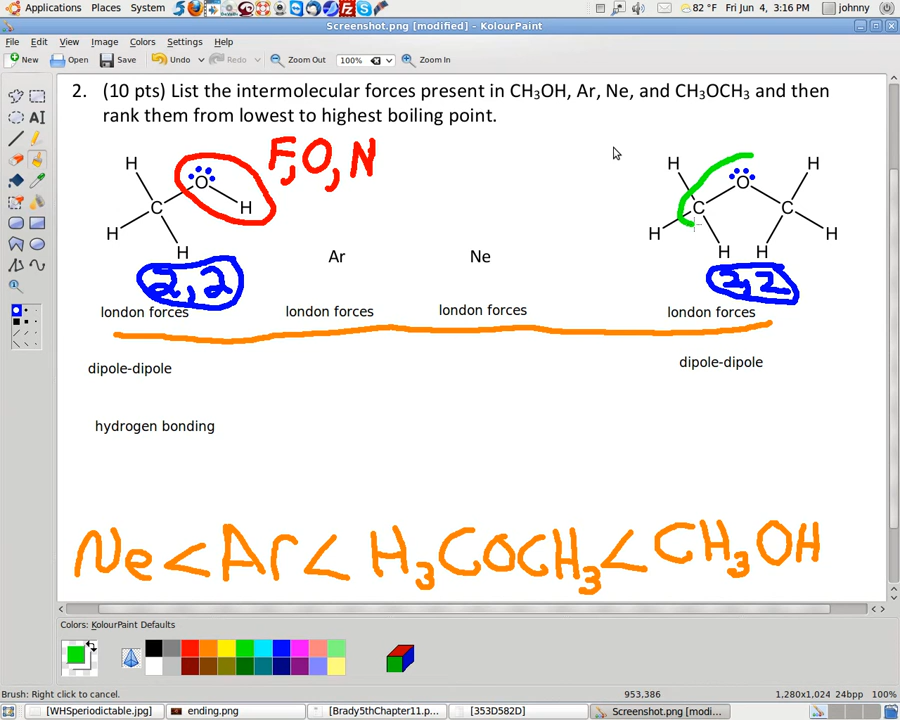 Applications Places System 82 °F Fri Jun 4, 3:16 PM johnny
Screenshot.png [modified] - KolourPaint
File Edit View Image Colors Settings Help
New Open Save Undo Redo Zoom Out 100% Zoom In
2. (10 pts) List the intermolecular forces present in CH₃OH, Ar, Ne, and CH₃OCH₃ and then
rank them from lowest to highest boiling point.
F,O,N
H O H C H H
H O H C C H H H H
Ar Ne
2,2 2,2
london forces london forces london forces london forces
dipole-dipole dipole-dipole
hydrogen bonding
Ne < Ar < H₃COCH₃ < CH₃OH
Colors: KolourPaint Defaults
Brush: Right click to cancel. 953,386 1,280x1,024 24bpp 100%
[WHSperiodictable.jpg] ending.png [Brady5thChapter11.p... [353D582D] Screenshot.png [modi...